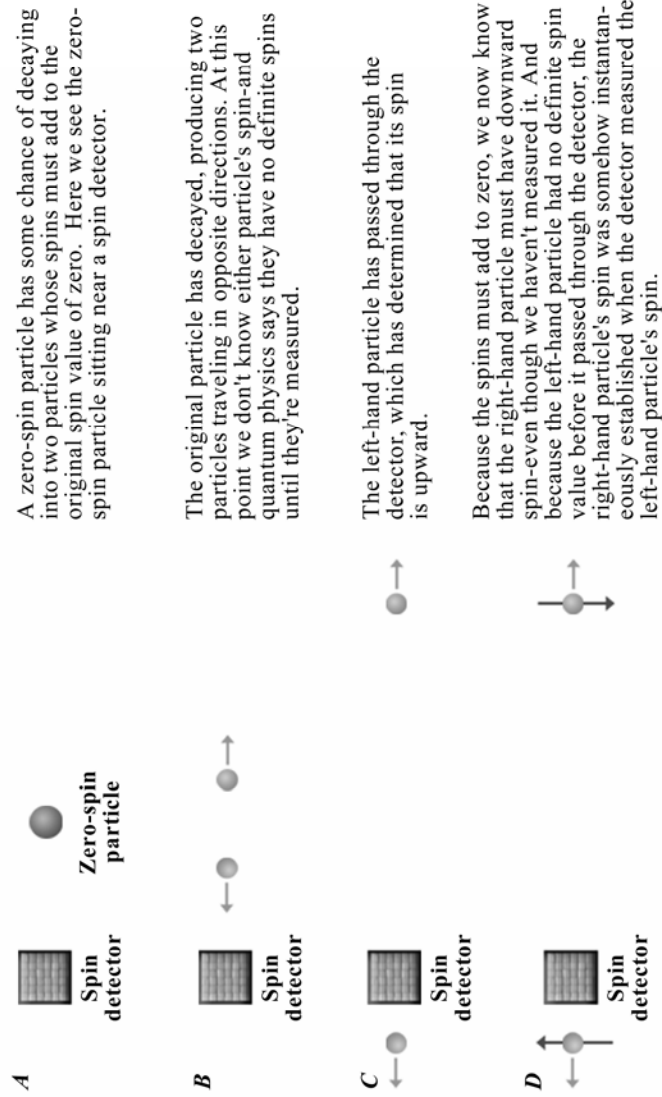 A
Spin
detector
Zero-spin
particle
A zero-spin particle has some chance of decaying
into two particles whose spins must add to the
original spin value of zero. Here we see the zero-
spin particle sitting near a spin detector.
B
Spin
detector
The original particle has decayed, producing two
particles traveling in opposite directions. At this
point we don't know either particle's spin-and
quantum physics says they have no definite spins
until they're measured.
C
Spin
detector
The left-hand particle has passed through the
detector, which has determined that its spin
is upward.
D
Spin
detector
Because the spins must add to zero, we now know
that the right-hand particle must have downward
spin-even though we haven't measured it. And
because the left-hand particle had no definite spin
value before it passed through the detector, the
right-hand particle's spin was somehow instantan-
eously established when the detector measured the
left-hand particle's spin.